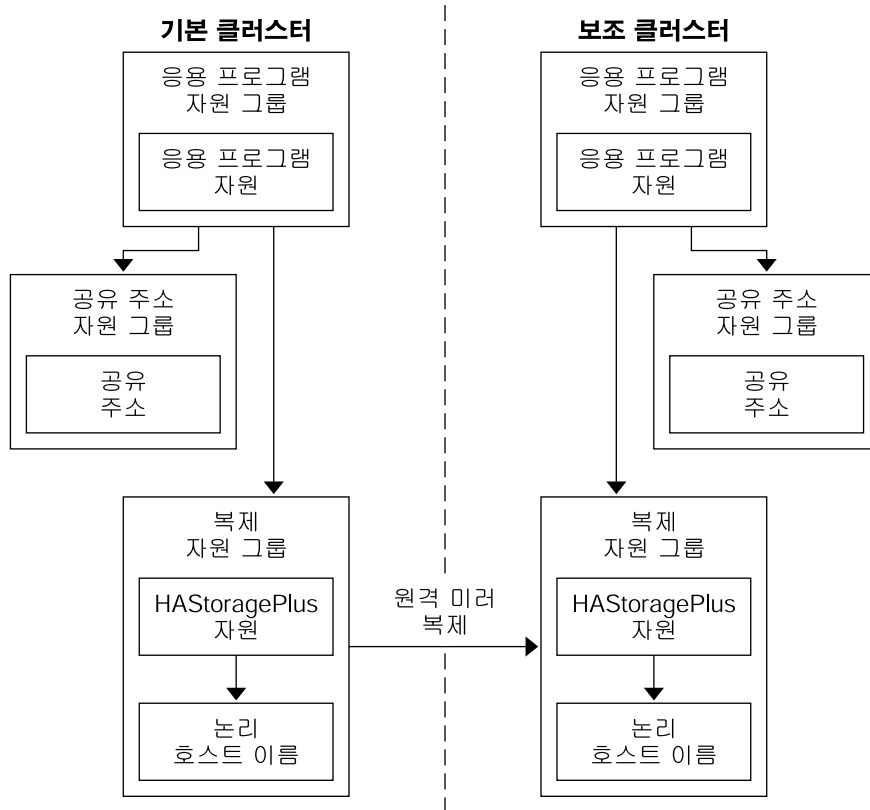 기본 클러스터
응용 프로그램
자원 그룹
응용 프로그램
자원
공유 주소
자원 그룹
공유
주소
복제
자원 그룹
HAStoragePlus
자원
논리
호스트 이름
원격 미러
복제
보조 클러스터
응용 프로그램
자원 그룹
응용 프로그램
자원
공유 주소
자원 그룹
공유
주소
복제
자원 그룹
HAStoragePlus
자원
논리
호스트 이름